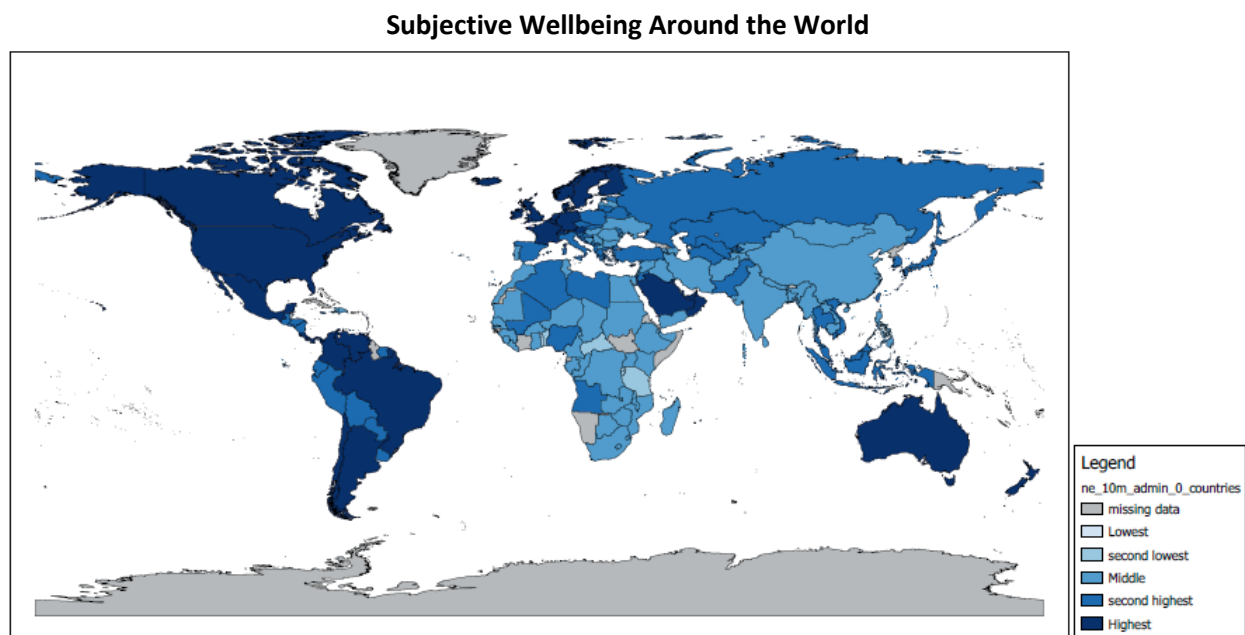 Subjective Wellbeing Around the World
Legend
ne_10m_admin_0_countries
missing data
Lowest
second lowest
Middle
second highest
Highest